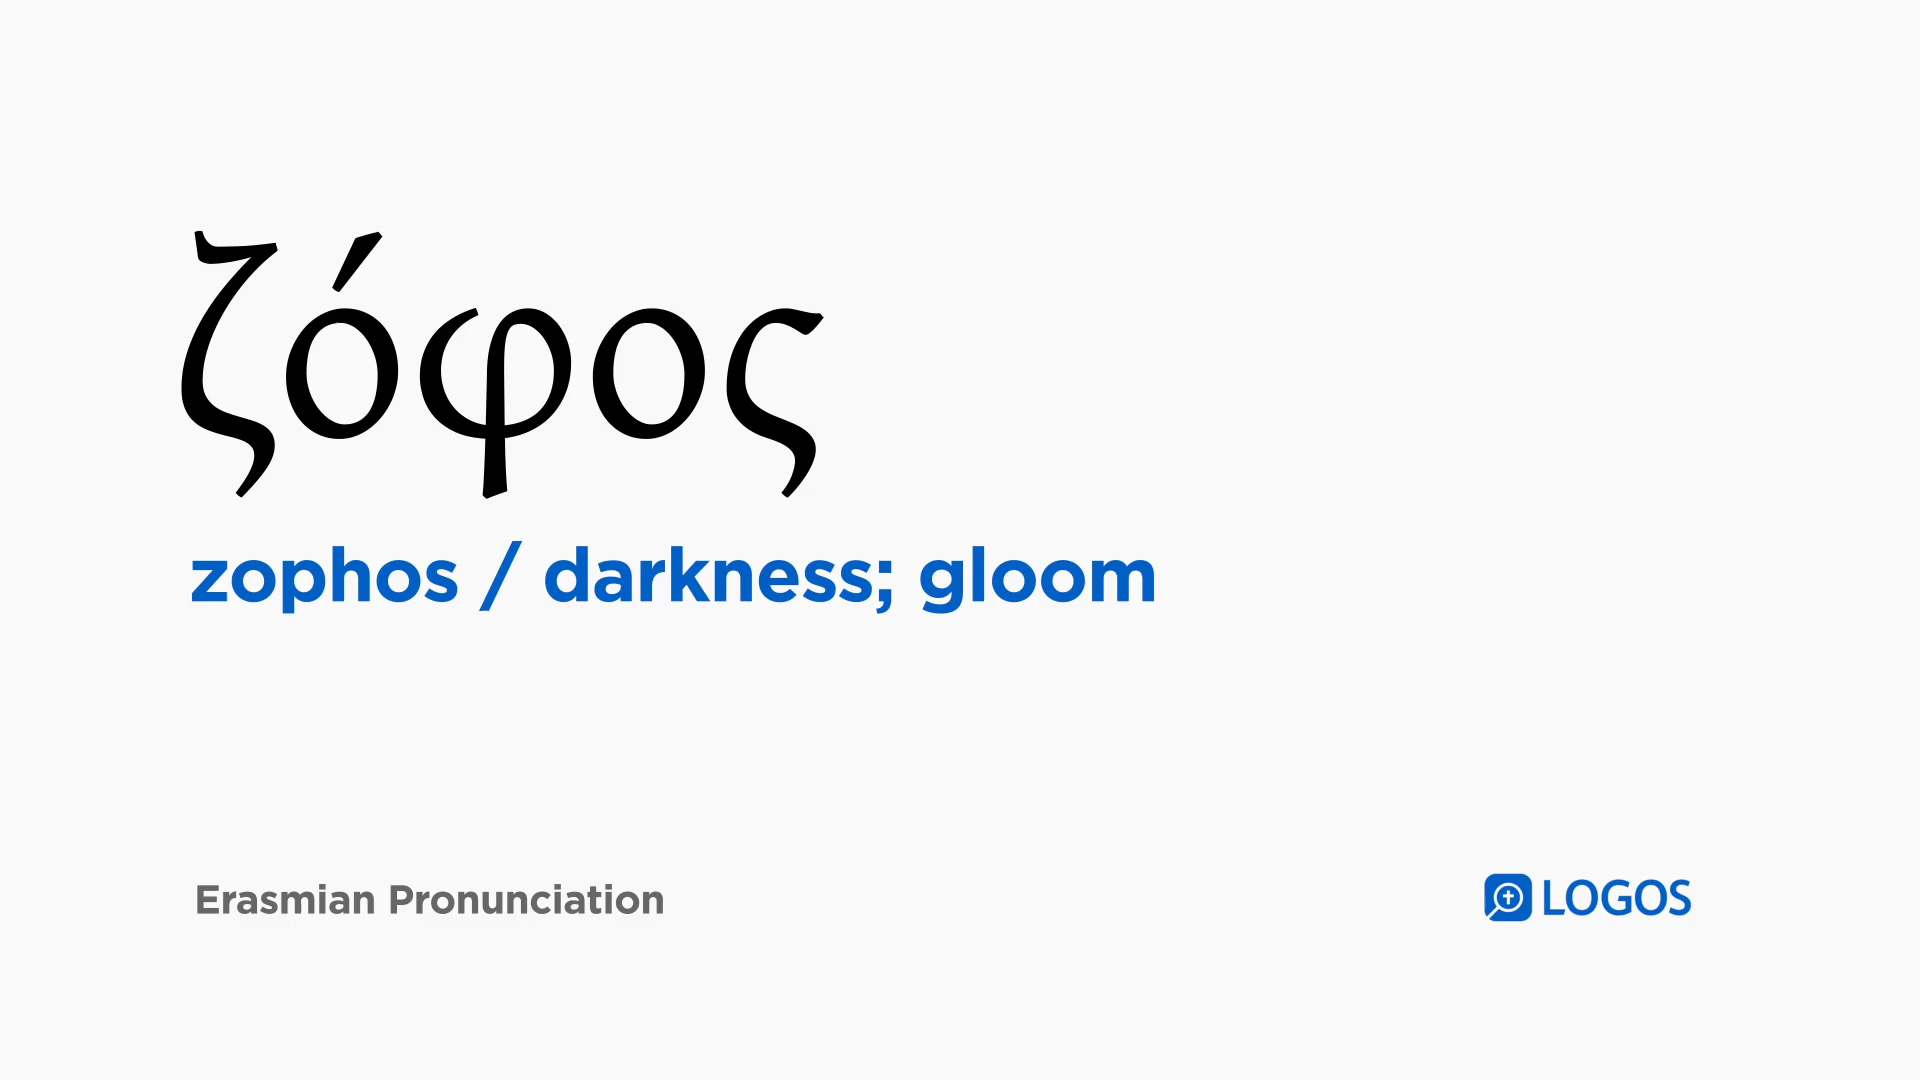 ζόφος
zophos / darkness; gloom
Erasmian Pronunciation
LOGOS